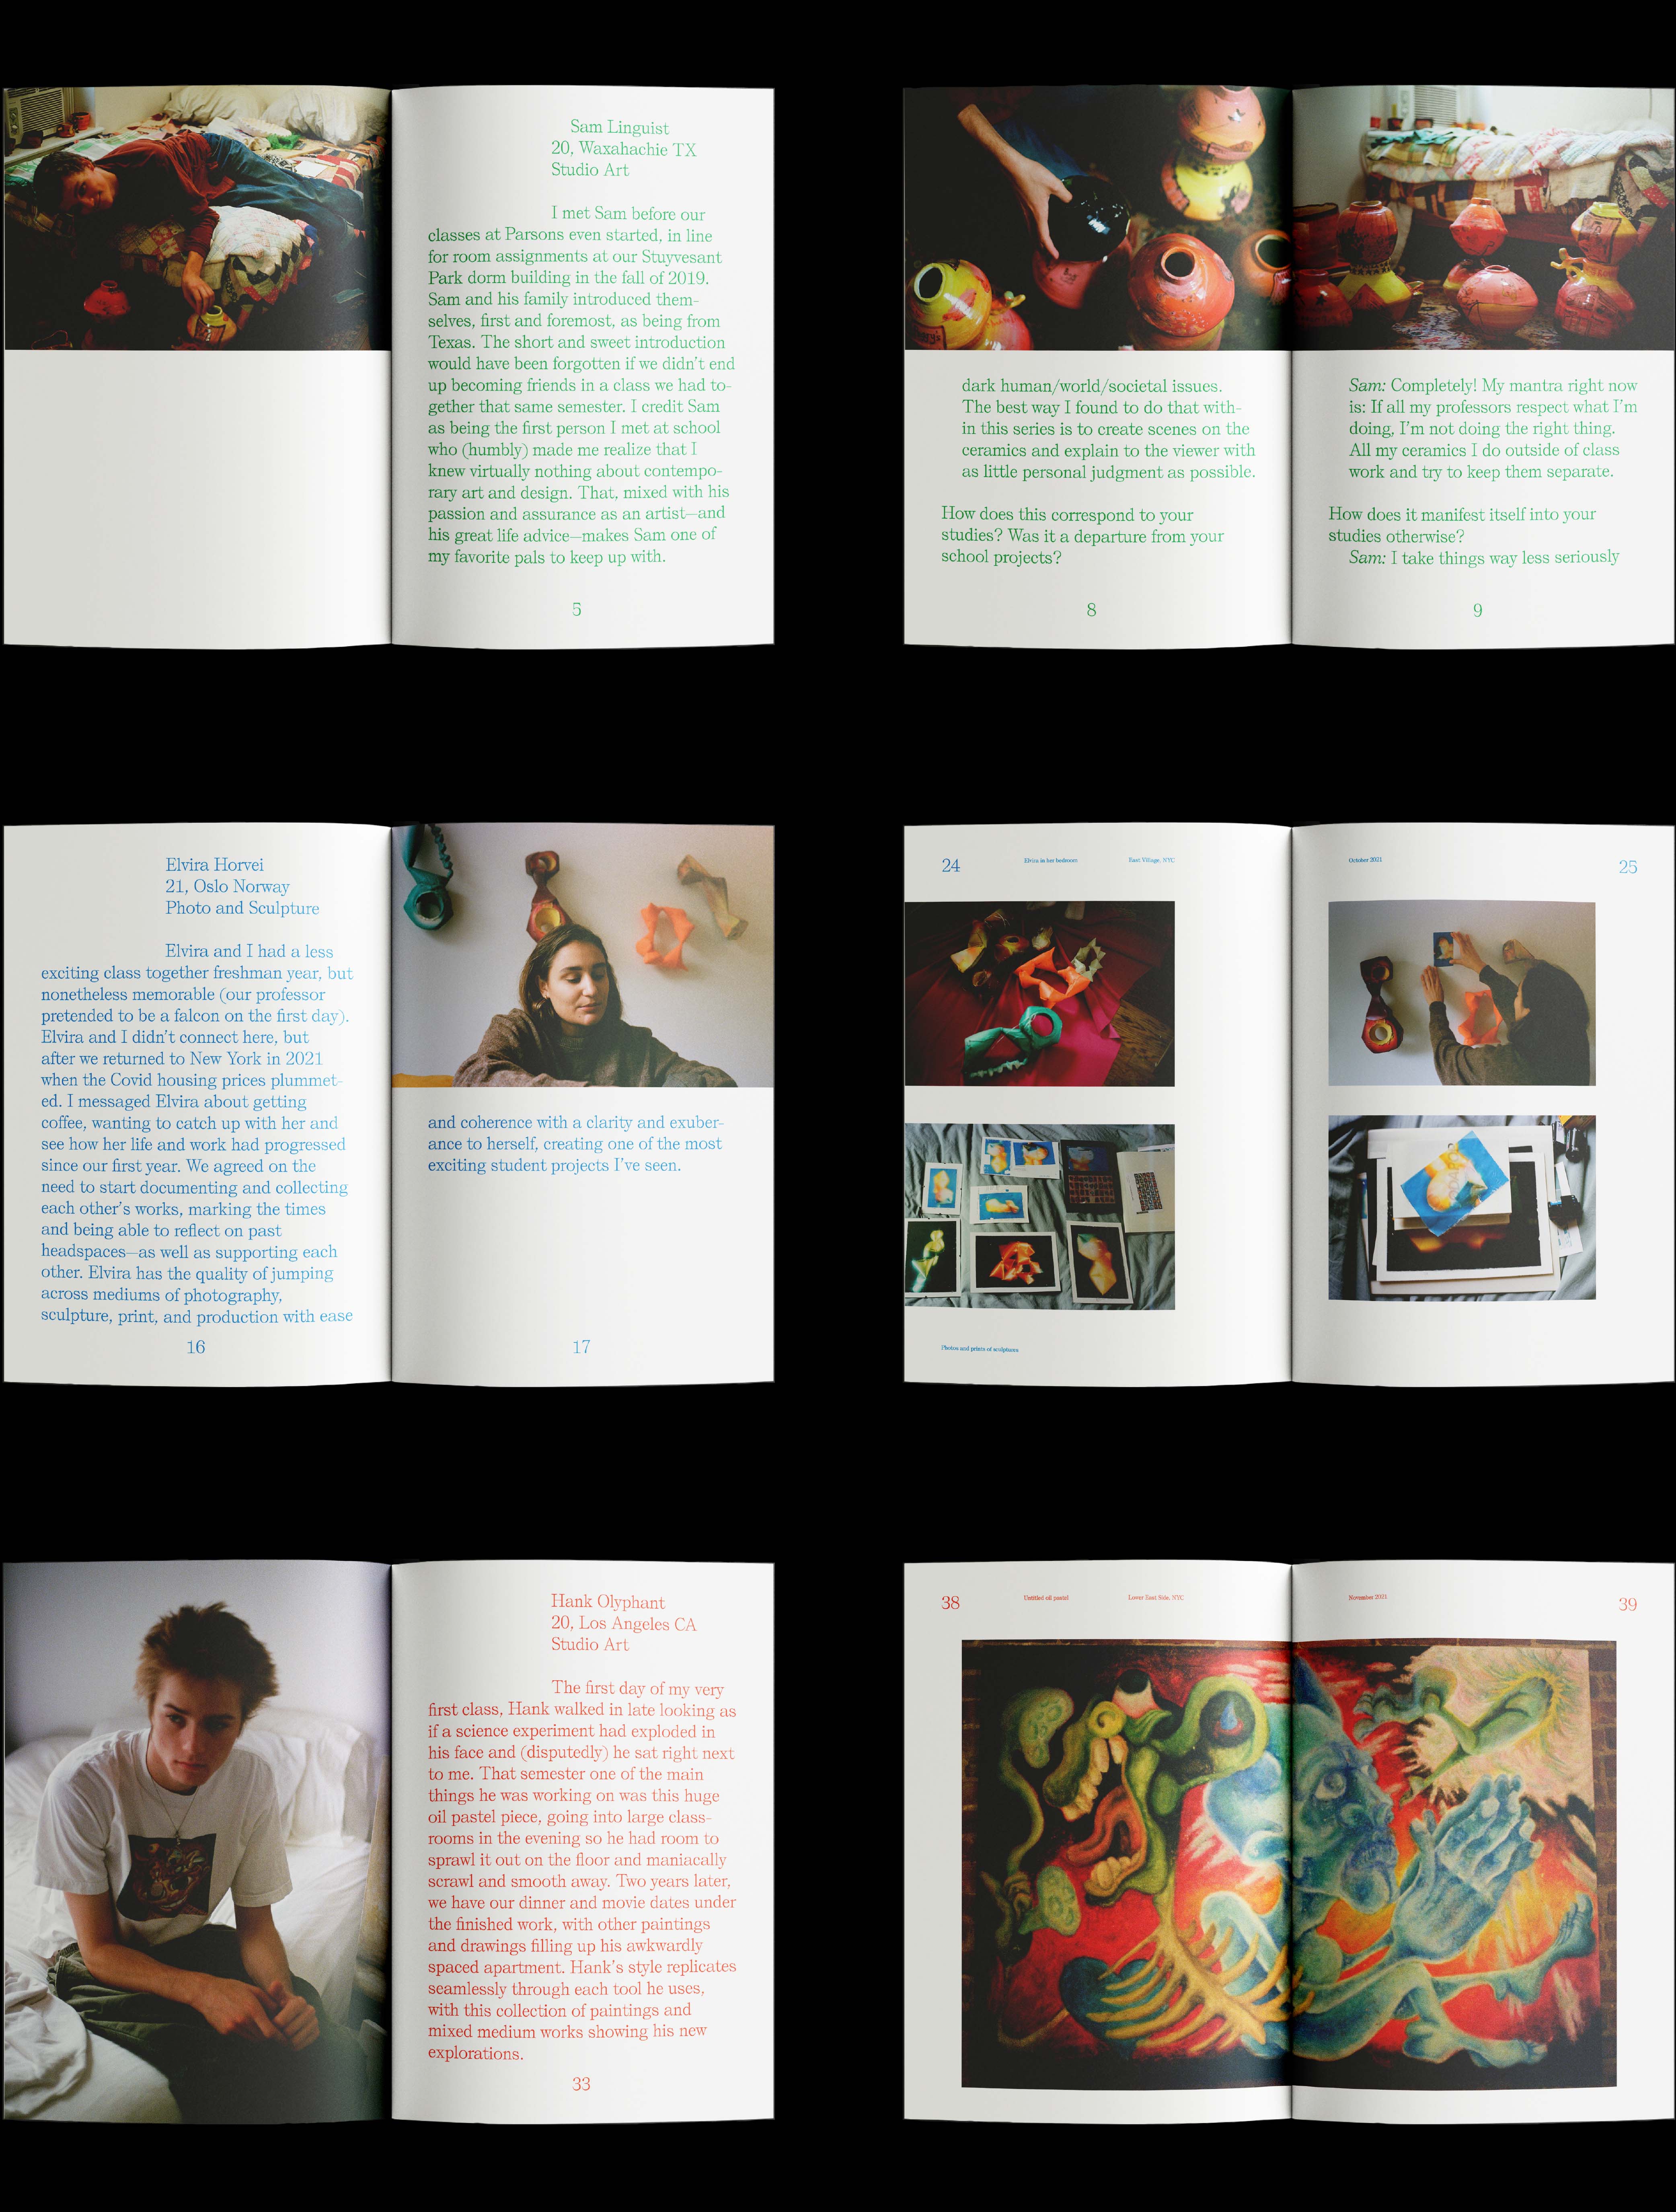 Sam Linguist
20, Waxahachie TX
Studio Art
I met Sam before our
classes at Parsons even started, in line
for room assignments at our Stuyvesant
Park dorm building in the fall of 2019.
Sam and his family introduced them-
selves, first and foremost, as being from
Texas. The short and sweet introduction
would have been forgotten if we didn't end
up becoming friends in a class we had to-
gether that same semester. I credit Sam
as being the first person I met at school
who (humbly) made me realize that I
knew virtually nothing about contempo-
rary art and design. That, mixed with his
passion and assurance as an artist—and
his great life advice—makes Sam one of
my favorite pals to keep up with.
5
dark human/world/societal issues.
The best way I found to do that with-
in this series is to create scenes on the
ceramics and explain to the viewer with
as little personal judgment as possible.
How does this correspond to your
studies? Was it a departure from your
school projects?
8
Sam: Completely! My mantra right now
is: If all my professors respect what I'm
doing, I'm not doing the right thing.
All my ceramics I do outside of class
work and try to keep them separate.
How does it manifest itself into your
studies otherwise?
Sam: I take things way less seriously
9
Elvira Horvei
21, Oslo Norway
Photo and Sculpture
Elvira and I had a less
exciting class together freshman year, but
nonetheless memorable (our professor
pretended to be a falcon on the first day).
Elvira and I didn't connect here, but
after we returned to New York in 2021
when the Covid housing prices plummet-
ed. I messaged Elvira about getting
coffee, wanting to catch up with her and
see how her life and work had progressed
since our first year. We agreed on the
need to start documenting and collecting
each other's works, marking the times
and being able to reflect on past
headspaces—as well as supporting each
other. Elvira has the quality of jumping
across mediums of photography,
sculpture, print, and production with ease
16
and coherence with a clarity and exuber-
ance to herself, creating one of the most
exciting student projects I've seen.
17
24
Elvira in her bedroom
East Village, NYC
Photos and prints of sculptures
October 2021
25
Hank Olyphant
20, Los Angeles CA
Studio Art
The first day of my very
first class, Hank walked in late looking as
if a science experiment had exploded in
his face and (disputedly) he sat right next
to me. That semester one of the main
things he was working on was this huge
oil pastel piece, going into large class-
rooms in the evening so he had room to
sprawl it out on the floor and maniacally
scrawl and smooth away. Two years later,
we have our dinner and movie dates under
the finished work, with other paintings
and drawings filling up his awkwardly
spaced apartment. Hank's style replicates
seamlessly through each tool he uses,
with this collection of paintings and
mixed medium works showing his new
explorations.
33
38
Untitled oil pastel
Lower East Side, NYC
November 2021
39